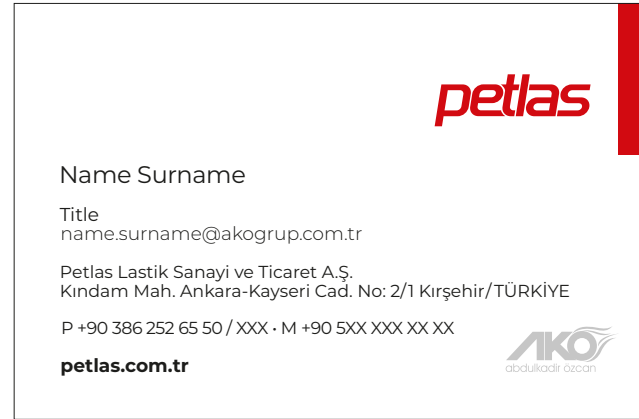 petlas
Name Surname
Title
name.surname@akogrup.com.tr
Petlas Lastik Sanayi ve Ticaret A.Ş.
Kındam Mah. Ankara-Kayseri Cad. No: 2/1 Kırşehir/TÜRKİYE
P +90 386 252 65 50 / XXX • M +90 5XX XXX XX XX
petlas.com.tr
AKO
abdulkadir özcan